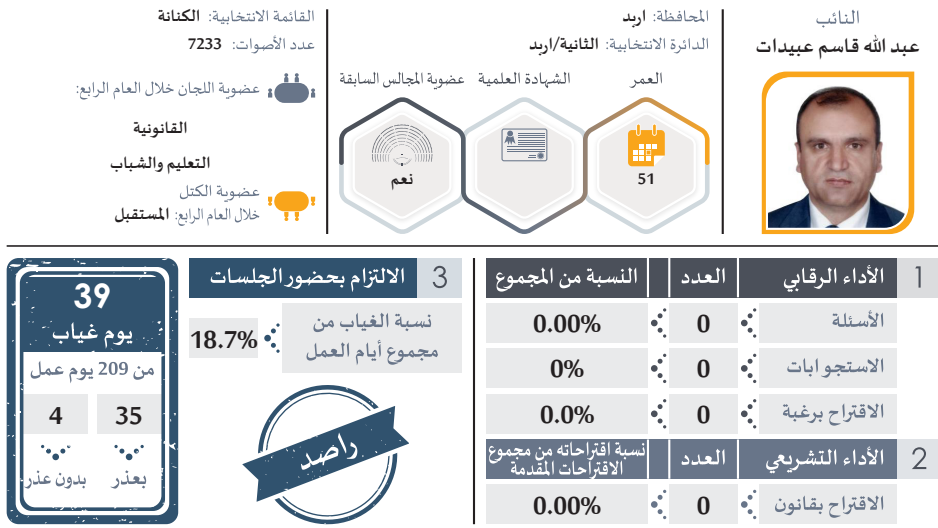 النائب
عبد الله قاسم عبيدات
المحافظة: اربد
الدائرة الانتخابية: الثانية/اربد
العمر
51
الشهادة العلمية
عضوية المجالس السابقة
نعم
القائمة الانتخابية: الكنانة
عدد الأصوات: 7233
عضوية اللجان خلال العام الرابع:
القانونية
التعليم والشباب
عضوية الكتل
خلال العام الرابع: المستقبل
1 الأداء الرقابي العدد النسبة من المجموع
الأسئلة 0 0.00%
الاستجوابات 0 0%
الاقتراح برغبة 0 0.0%
2 الأداء التشريعي العدد نسبة اقتراحاته من مجموع
الاقتراحات المقدمة
الاقتراح بقانون 0 0.00%
3 الالتزام بحضور الجلسات
نسبة الغياب من
مجموع أيام العمل
18.7%
راصد
39
يوم غياب
من 209 يوم عمل
35 4
بعذر بدون عذر